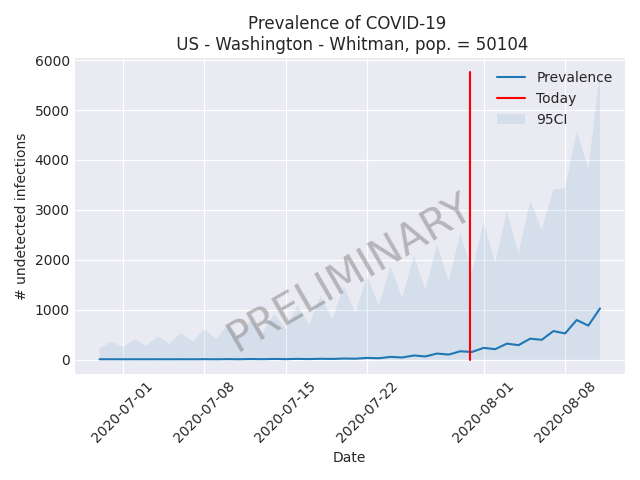 Prevalence of COVID-19
US - Washington - Whitman, pop. = 50104
6000
5000
4000
3000
2000
1000
0
# undetected infections
Prevalence
Today
95CI
PRELIMINARY
2020-07-01
2020-07-08
2020-07-15
2020-07-22
2020-08-01
2020-08-08
Date